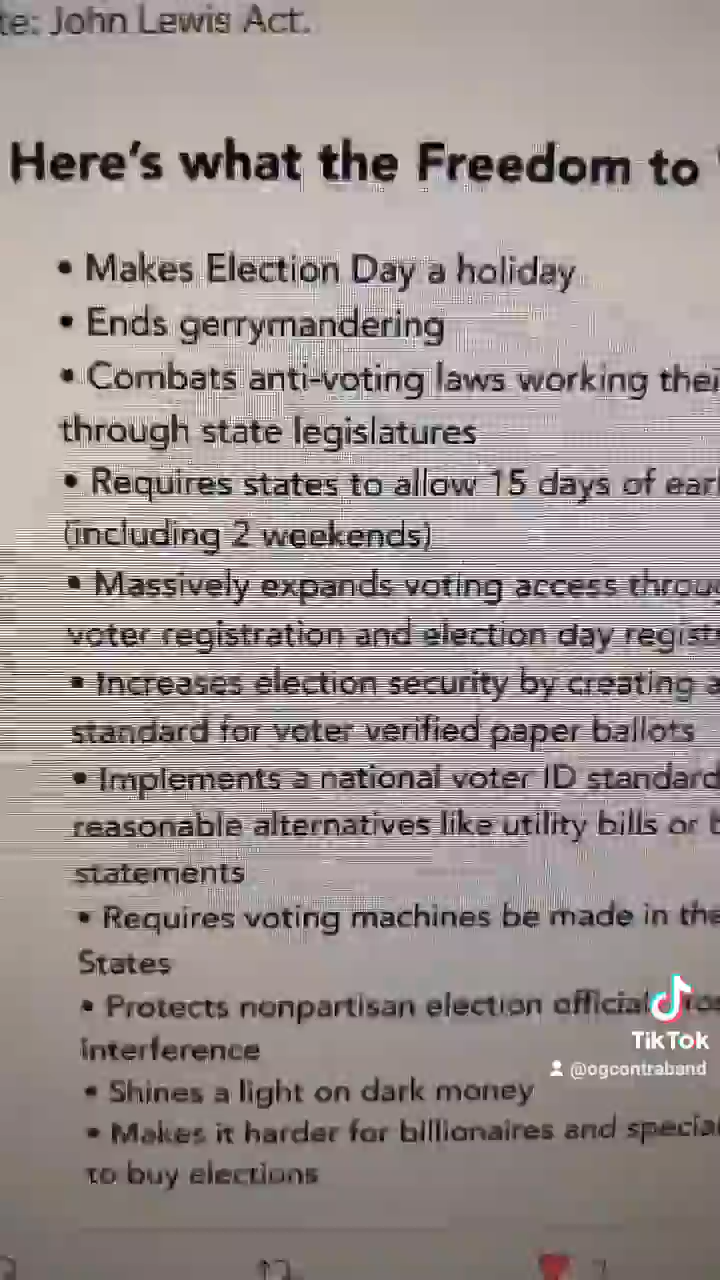 te: John Lewis Act.
Here's what the Freedom to
• Makes Election Day a holiday
• Ends gerrymandering
• Combats anti-voting laws working thei
through state legislatures
• Requires states to allow 15 days of earl
(including 2 weekends)
• Massively expands voting access throug
voter registration and election day regist
• Increases election security by creating a
standard for voter verified paper ballots
• Implements a national voter ID standard
reasonable alternatives like utility bills or b
statements
• Requires voting machines be made in the
States
• Protects nonpartisan election official
interference
TikTok
@ogcontraband
• Shines a light on dark money
• Makes it harder for billionaires and special
to buy elections